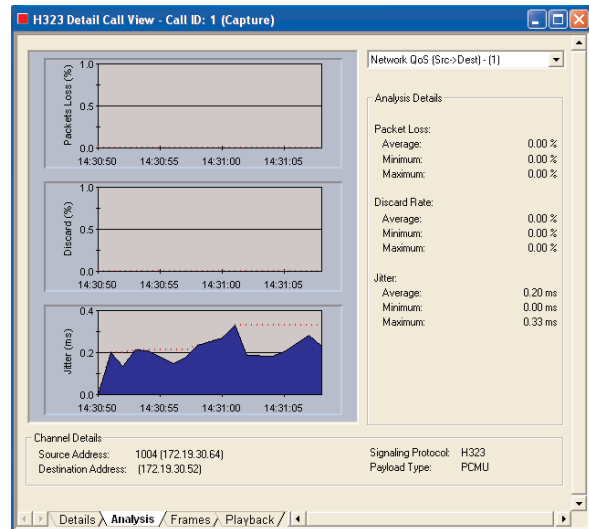 H323 Detail Call View - Call ID: 1 (Capture)
Network QoS (Src->Dest) - (1)
Packets Loss (%)
1.0
0.5
0.0
14:30:50 14:30:55 14:31:00 14:31:05
Discard (%)
1.0
0.5
0.0
14:30:50 14:30:55 14:31:00 14:31:05
Jitter (ms)
0.4
0.2
0.0
14:30:50 14:30:55 14:31:00 14:31:05
Analysis Details
Packet Loss:
Average: 0.00 %
Minimum: 0.00 %
Maximum: 0.00 %
Discard Rate:
Average: 0.00 %
Minimum: 0.00 %
Maximum: 0.00 %
Jitter:
Average: 0.20 ms
Minimum: 0.00 ms
Maximum: 0.33 ms
Channel Details
Source Address: 1004 (172.19.30.64)
Destination Address: (172.19.30.52)
Signaling Protocol: H323
Payload Type: PCMU
Details Analysis Frames Playback